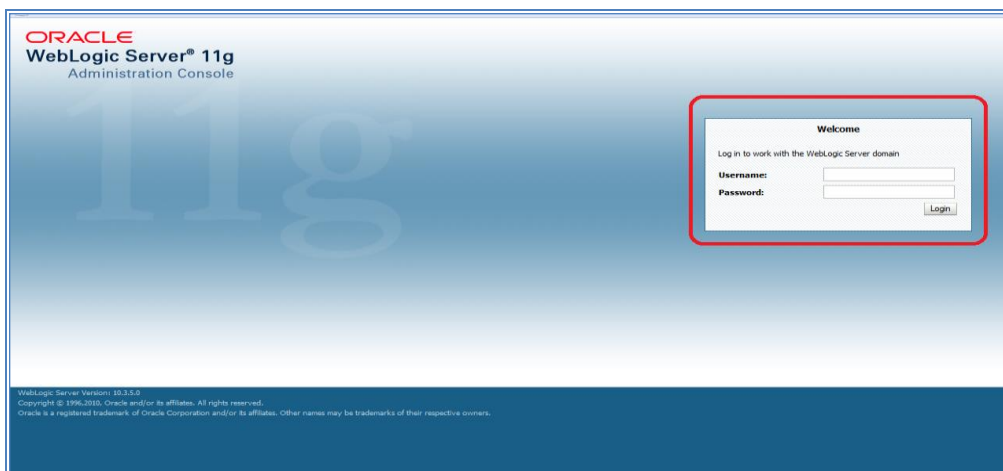 ORACLE
WebLogic Server® 11g
Administration Console
11g
Welcome
Log in to work with the WebLogic Server domain
Username:
Password:
Login
WebLogic Server Version: 10.3.5.0
Copyright © 1996,2010, Oracle and/or its affiliates. All rights reserved.
Oracle is a registered trademark of Oracle Corporation and/or its affiliates. Other names may be trademarks of their respective owners.